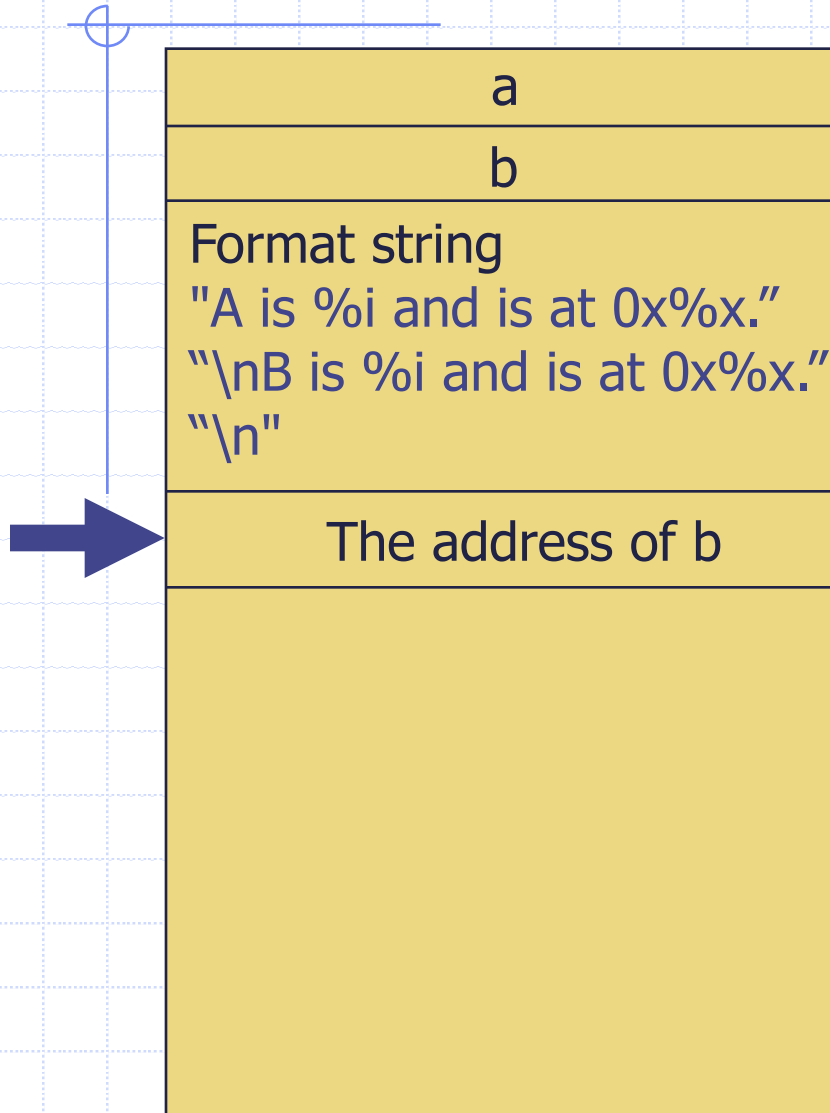 a
b
Format string
"A is %i and is at 0x%x.”
“\nB is %i and is at 0x%x.”
“\n"
The address of b